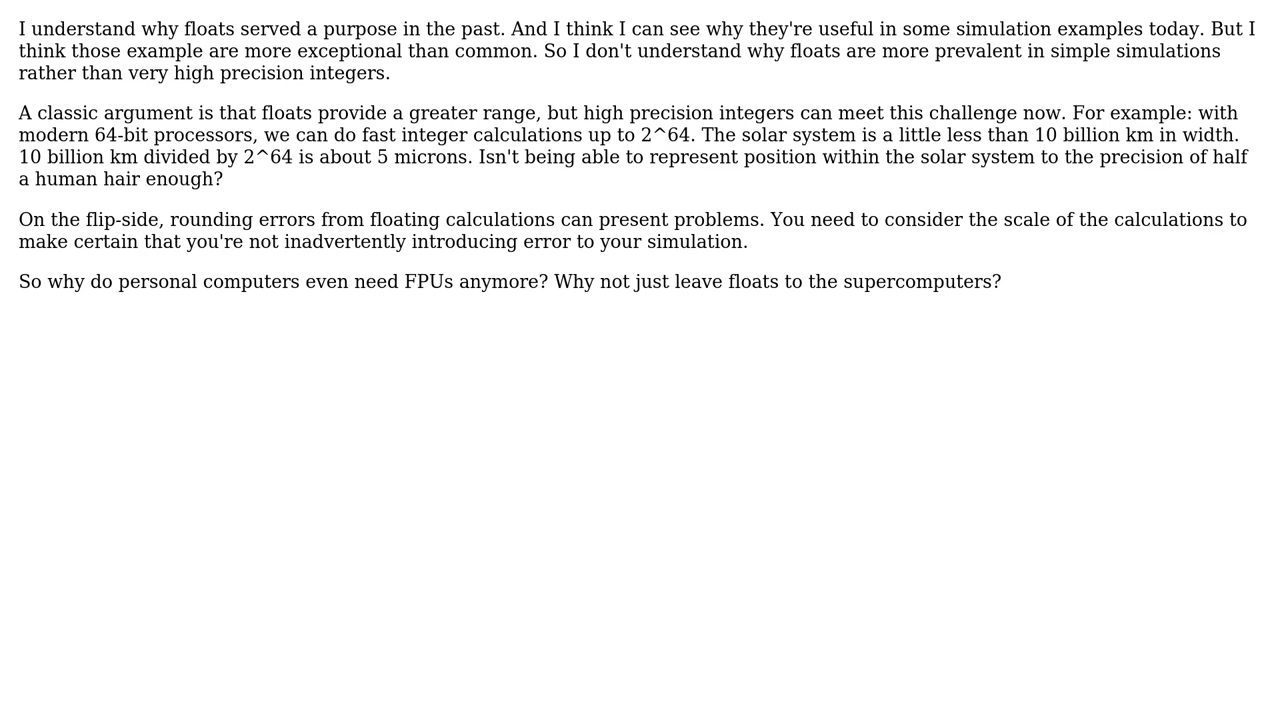 I understand why floats served a purpose in the past. And I think I can see why they're useful in some simulation examples today. But I
think those example are more exceptional than common. So I don't understand why floats are more prevalent in simple simulations
rather than very high precision integers.
A classic argument is that floats provide a greater range, but high precision integers can meet this challenge now. For example: with
modern 64-bit processors, we can do fast integer calculations up to 2^64. The solar system is a little less than 10 billion km in width.
10 billion km divided by 2^64 is about 5 microns. Isn't being able to represent position within the solar system to the precision of half
a human hair enough?
On the flip-side, rounding errors from floating calculations can present problems. You need to consider the scale of the calculations to
make certain that you're not inadvertently introducing error to your simulation.
So why do personal computers even need FPUs anymore? Why not just leave floats to the supercomputers?